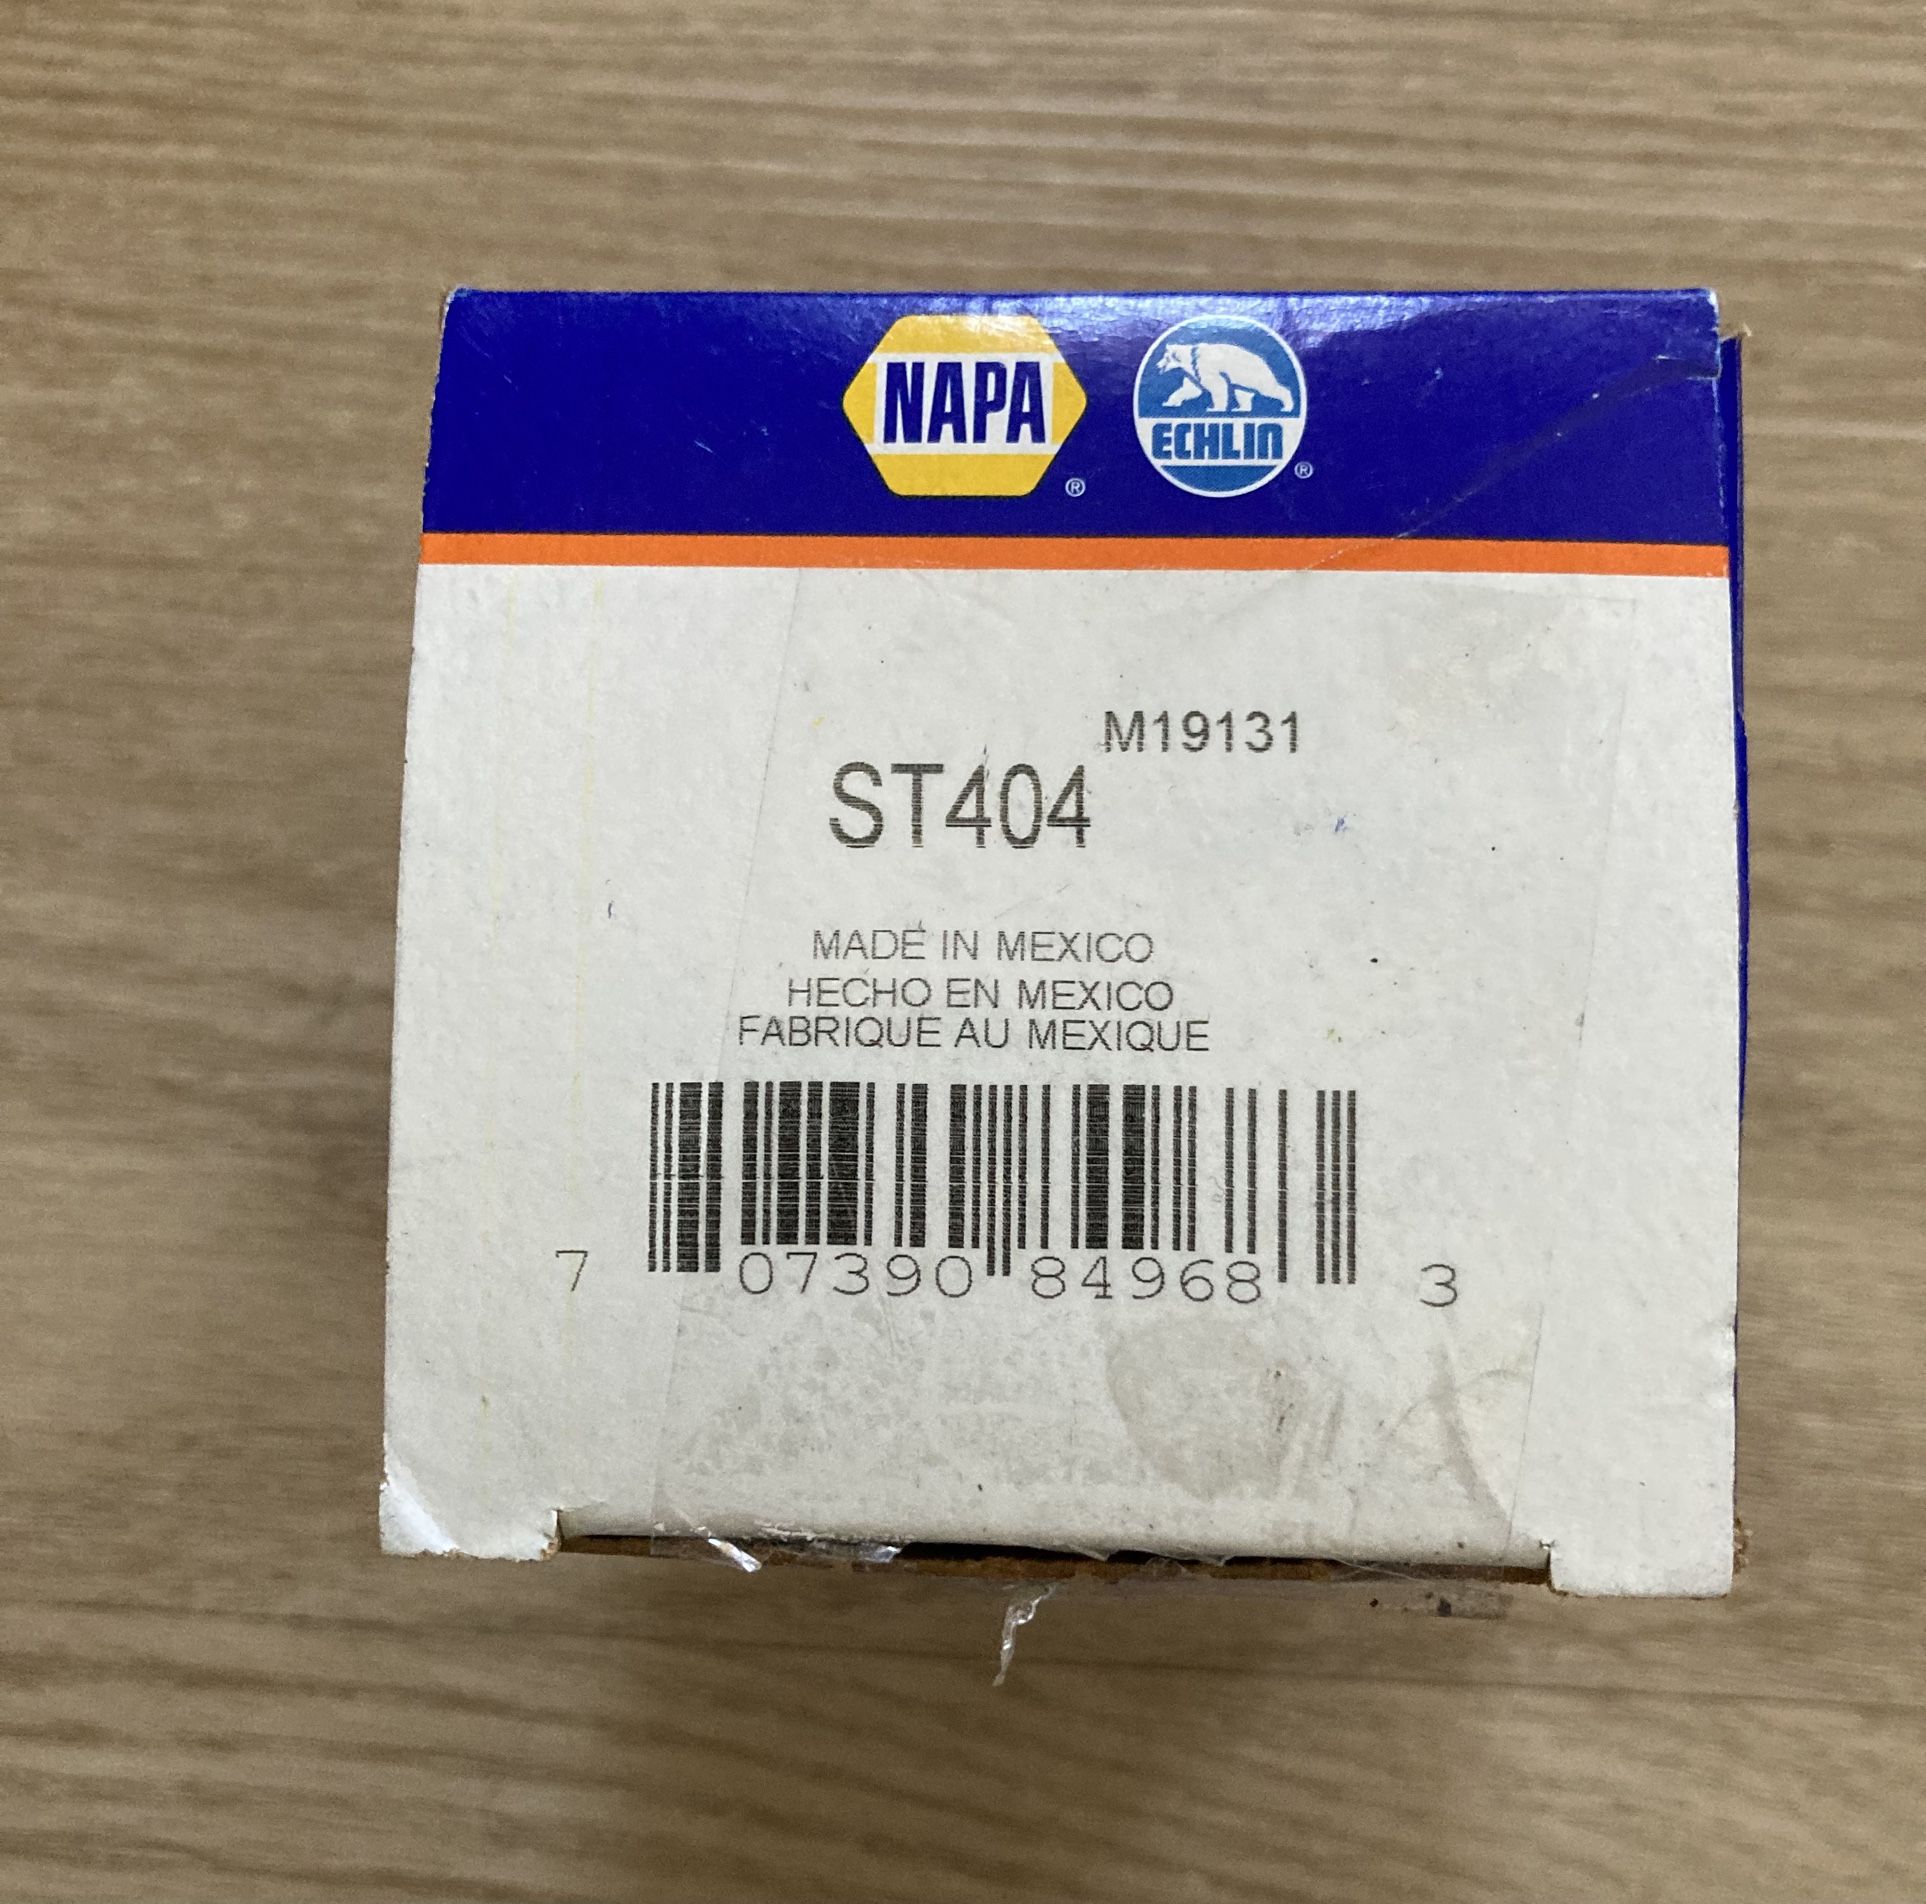 NAPA ®
ECHLIN ®
M19131
ST404
MADE IN MEXICO
HECHO EN MEXICO
FABRIQUE AU MEXIQUE
7 07390 84968 3